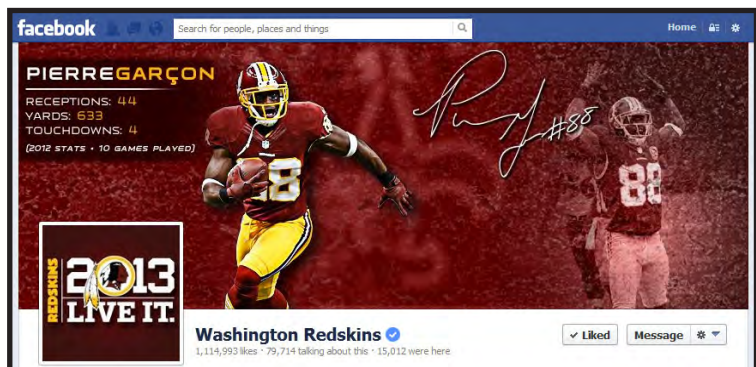 facebook
Search for people, places and things
Home
PIERREGARÇON
RECEPTIONS: 44
YARDS: 633
TOUCHDOWNS: 4
(2012 STATS • 10 GAMES PLAYED)
#88
88
88
REDSKINS
2013
LIVE IT.
Washington Redskins
1,114,993 likes · 79,714 talking about this · 15,012 were here
Liked
Message